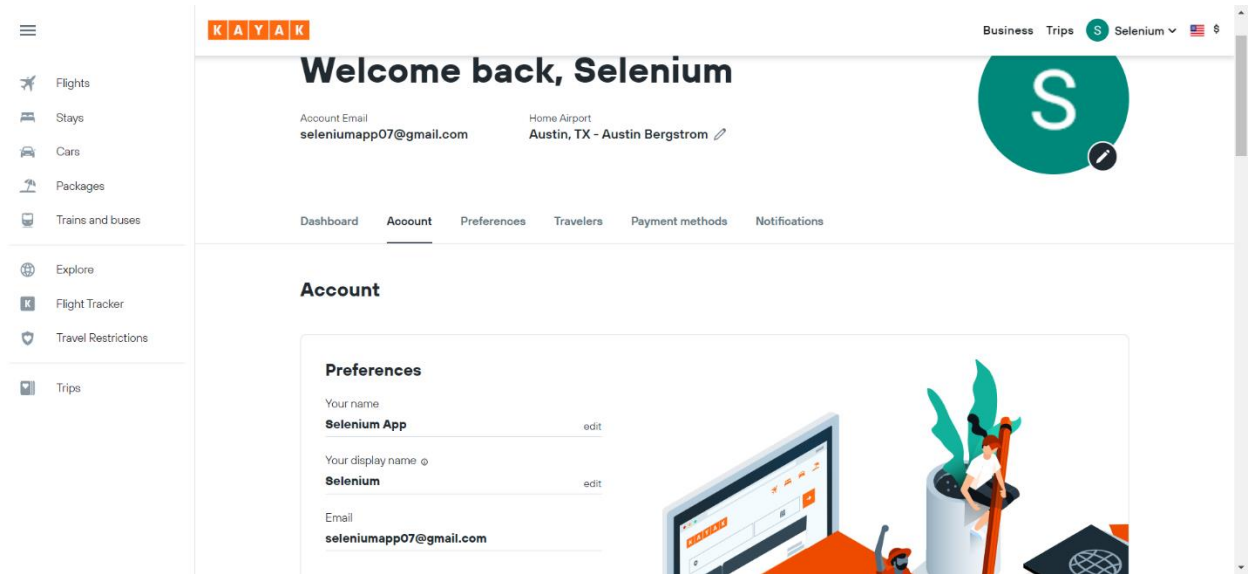 KAYAK
Business Trips S Selenium $
Flights
Stays
Cars
Packages
Trains and buses
Explore
K Flight Tracker
Travel Restrictions
Trips
Welcome back, Selenium
S
Account Email
seleniumapp07@gmail.com
Home Airport
Austin, TX - Austin Bergstrom
Dashboard Account Preferences Travelers Payment methods Notifications
Account
Preferences
Your name
Selenium App edit
Your display name
Selenium edit
Email
seleniumapp07@gmail.com
KAYAK